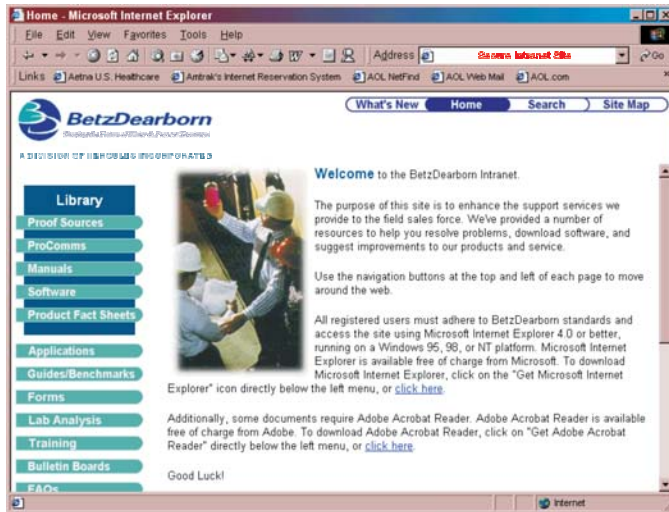 Home - Microsoft Internet Explorer
File Edit View Favorites Tools Help
Address Secure Intranet Site Go
Links Aetna U.S. Healthcare Amtrak's Internet Reservation System AOL NetFind AOL Web Mail AOL.com
What's New Home Search Site Map
BetzDearborn
A DIVISION OF HERCULES INCORPORATED
Library
Proof Sources
ProComms
Manuals
Software
Product Fact Sheets
Applications
Guides/Benchmarks
Forms
Lab Analysis
Training
Bulletin Boards
FAQs
Welcome to the BetzDearborn Intranet.
The purpose of this site is to enhance the support services we
provide to the field sales force. We've provided a number of
resources to help you resolve problems, download software, and
suggest improvements to our products and service.
Use the navigation buttons at the top and left of each page to move
around the web.
All registered users must adhere to BetzDearborn standards and
access the site using Microsoft Internet Explorer 4.0 or better,
running on a Windows 95, 98, or NT platform. Microsoft Internet
Explorer is available free of charge from Microsoft. To download
Microsoft Internet Explorer, click on the "Get Microsoft Internet
Explorer" icon directly below the left menu, or click here.
Additionally, some documents require Adobe Acrobat Reader. Adobe Acrobat Reader is available
free of charge from Adobe. To download Adobe Acrobat Reader, click on "Get Adobe Acrobat
Reader" directly below the left menu, or click here.
Good Luck!
Internet